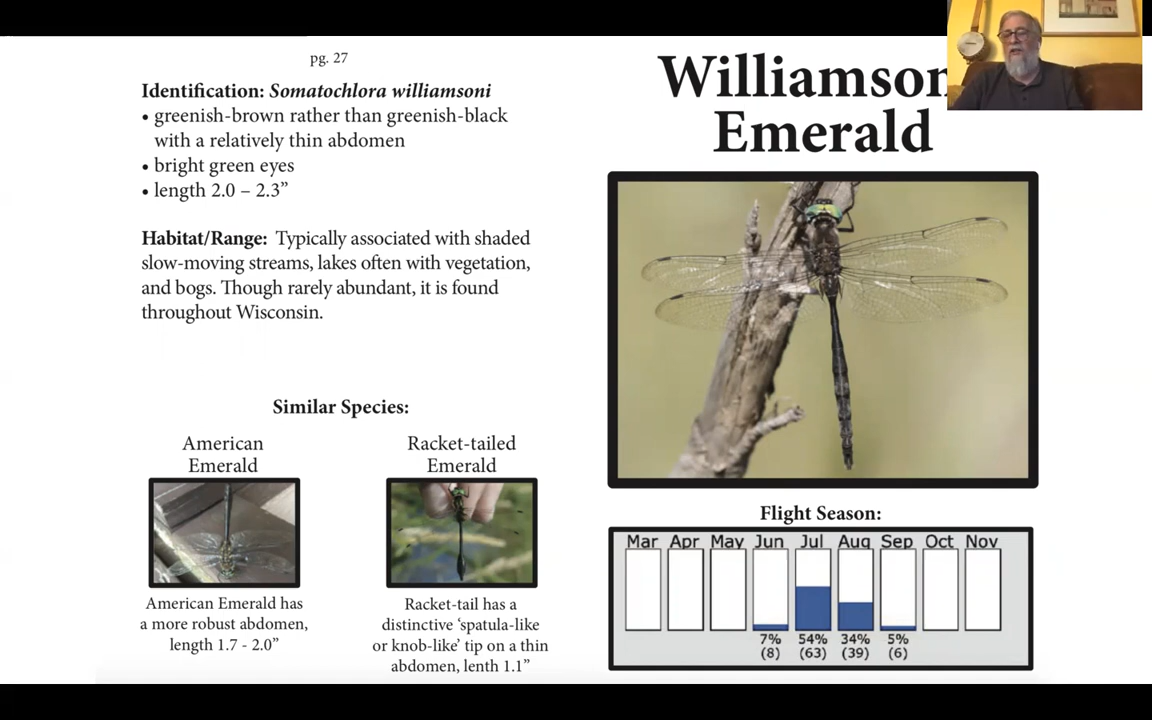 pg. 27
Identification: Somatochlora williamsoni
• greenish-brown rather than greenish-black
with a relatively thin abdomen
• bright green eyes
• length 2.0 – 2.3”
Habitat/Range: Typically associated with shaded
slow-moving streams, lakes often with vegetation,
and bogs. Though rarely abundant, it is found
throughout Wisconsin.
Similar Species:
American
Emerald
American Emerald has
a more robust abdomen,
length 1.7 - 2.0”
Racket-tailed
Emerald
Racket-tail has a
distinctive ‘spatula-like
or knob-like’ tip on a thin
abdomen, lenth 1.1”
Williamson
Emerald
Flight Season:
Mar Apr May Jun Jul Aug Sep Oct Nov
7% 54% 34% 5%
(8) (63) (39) (6)